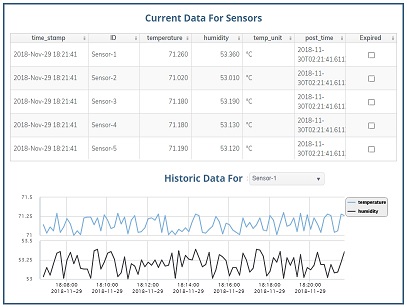 Current Data For Sensors
time_stamp ID temperature humidity temp_unit post_time Expired
2018-Nov-29 18:21:41 Sensor-1 71.260 53.360 °C 2018-11-30T02:21:41.611
2018-Nov-29 18:21:41 Sensor-2 71.020 53.010 °C 2018-11-30T02:21:41.611
2018-Nov-29 18:21:41 Sensor-3 71.180 53.190 °C 2018-11-30T02:21:41.611
2018-Nov-29 18:21:41 Sensor-4 71.180 53.130 °C 2018-11-30T02:21:41.611
2018-Nov-29 18:21:41 Sensor-5 71.190 53.120 °C 2018-11-30T02:21:41.611
Historic Data For : Sensor-1
71.5
71.25
71
53.5
53.25
53
temperature
humidity
18:08:00 18:10:00 18:12:00 18:14:00 18:16:00 18:18:00 18:20:00
2018-11-29 2018-11-29 2018-11-29 2018-11-29 2018-11-29 2018-11-29 2018-11-29